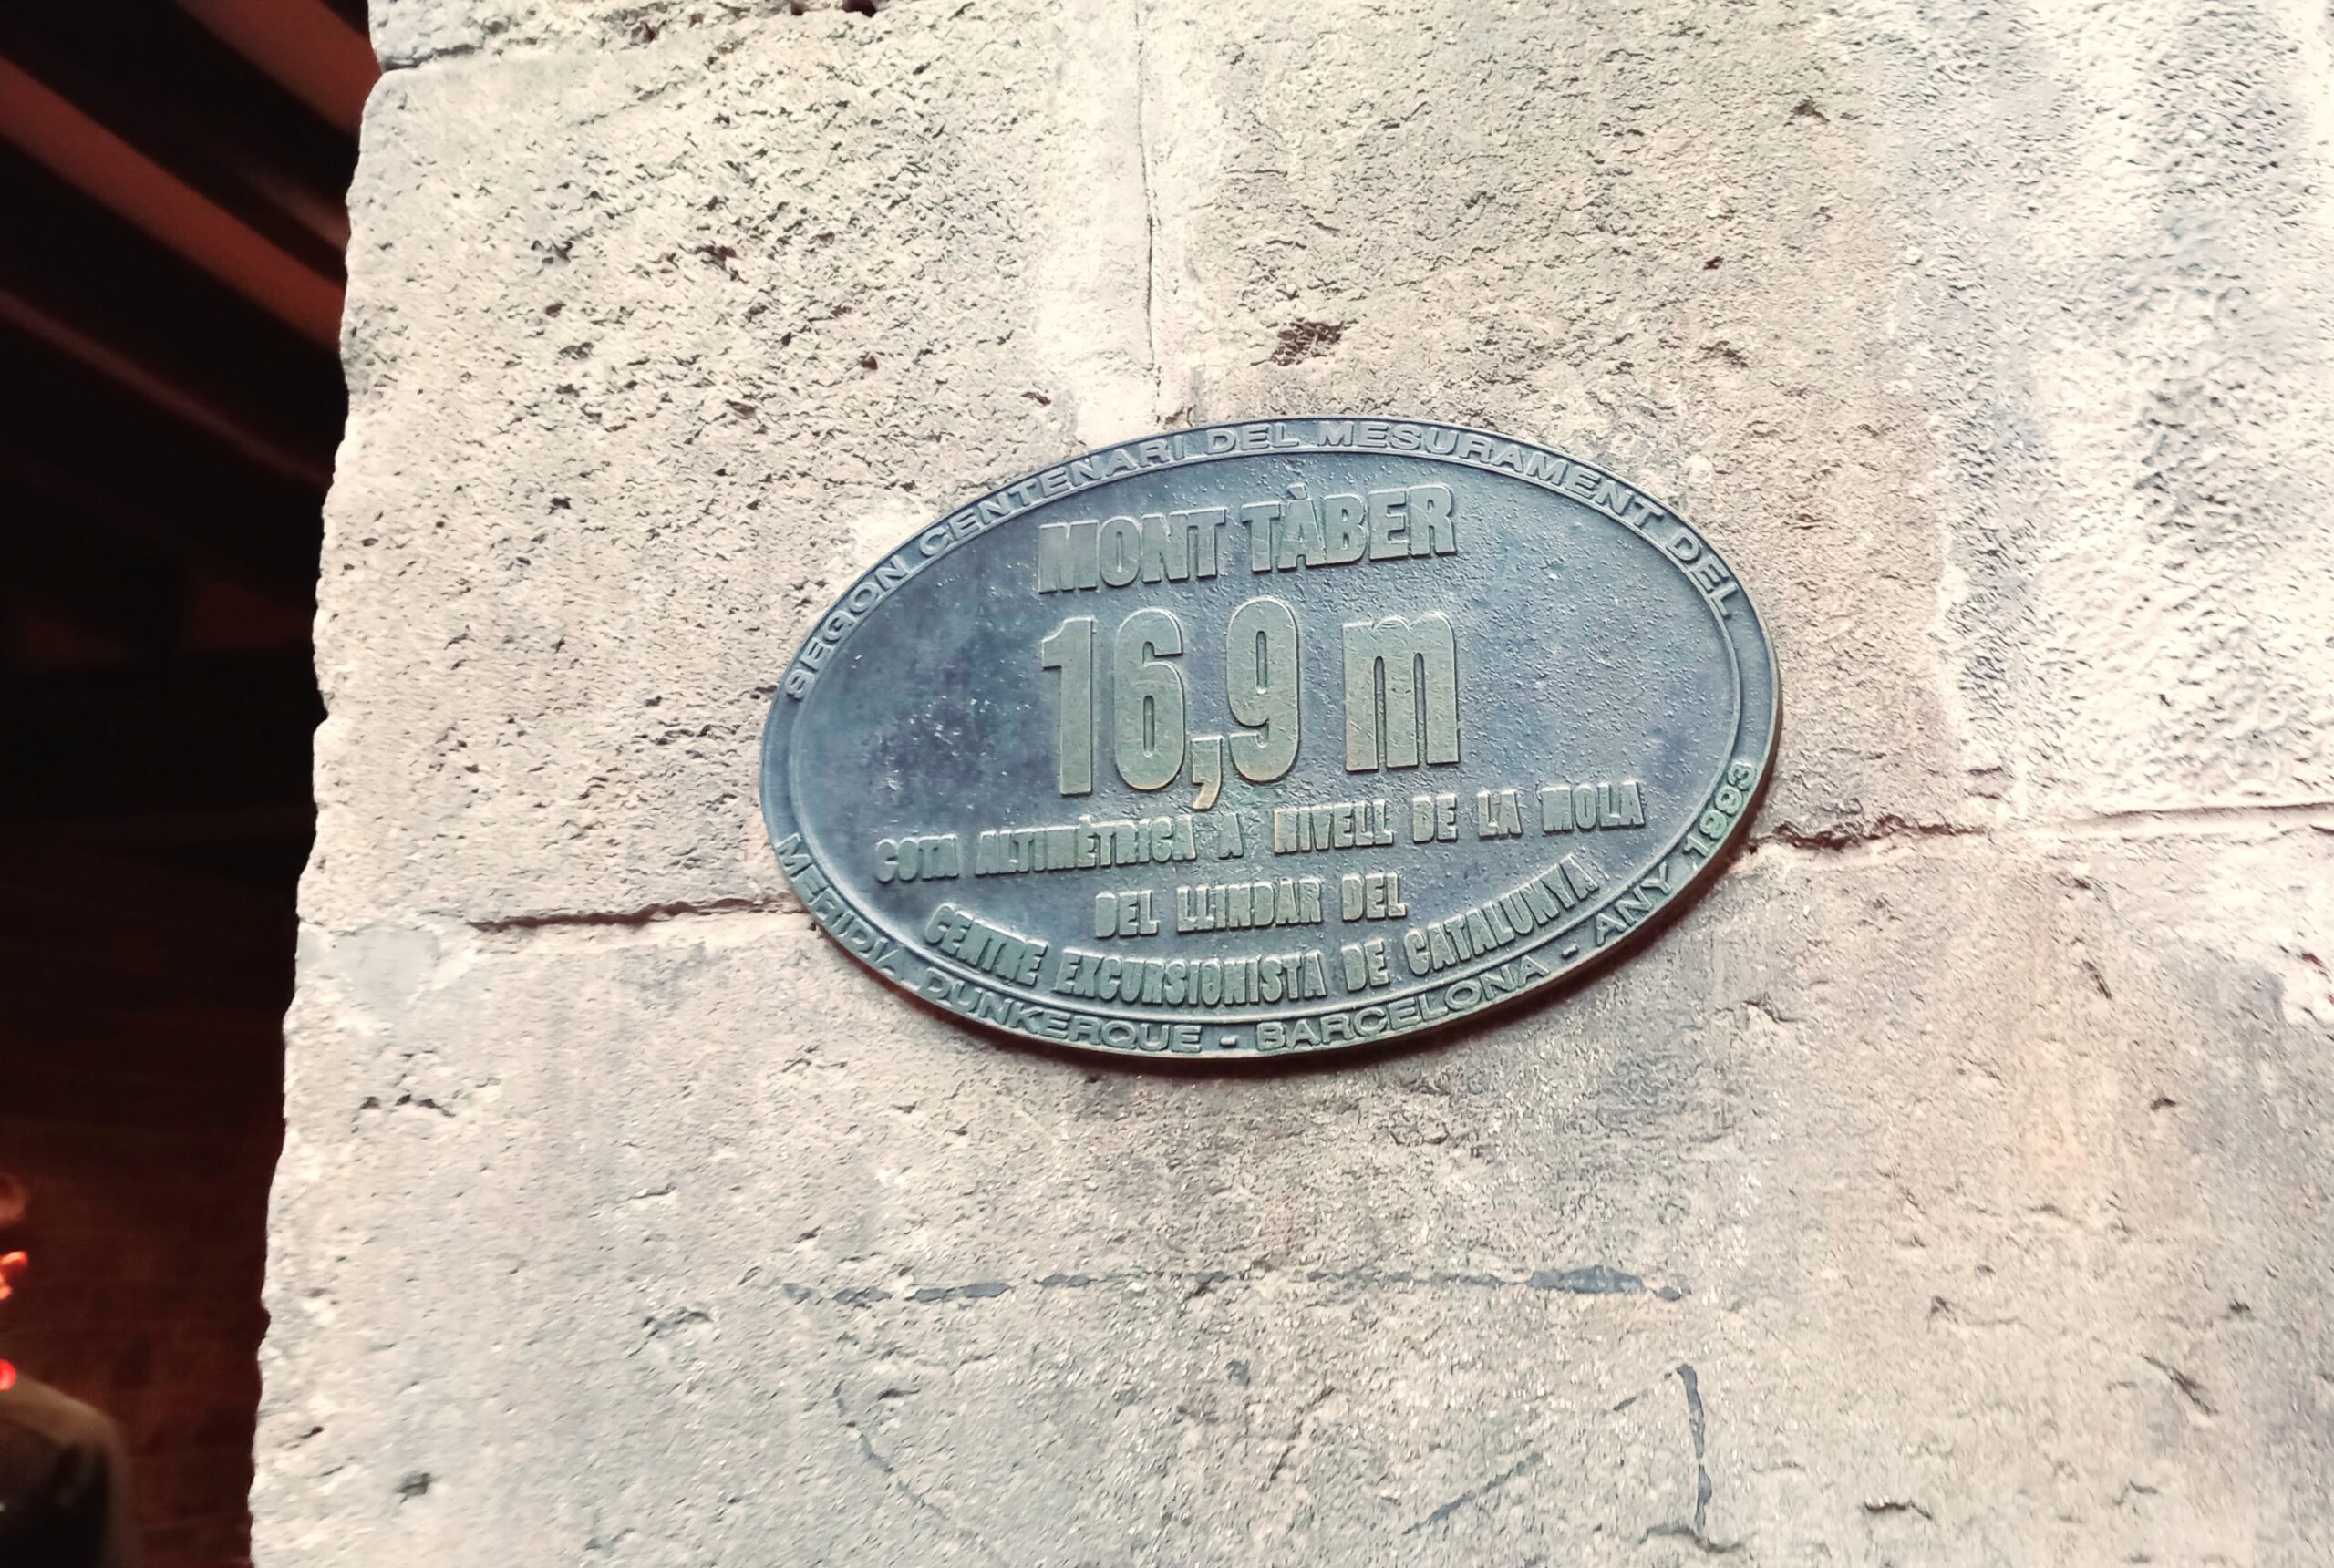 SEGON CENTENARI DEL MESURAMENT DEL
MONT TÀBER
16,9 m
COTA ALTIMÈTRICA A NIVELL DE LA MOLA
DEL LLINDAR DEL
CENTRE EXCURSIONISTA DE CATALUNYA
MERIDIÀ DUNKERQUE - BARCELONA - ANY 1993